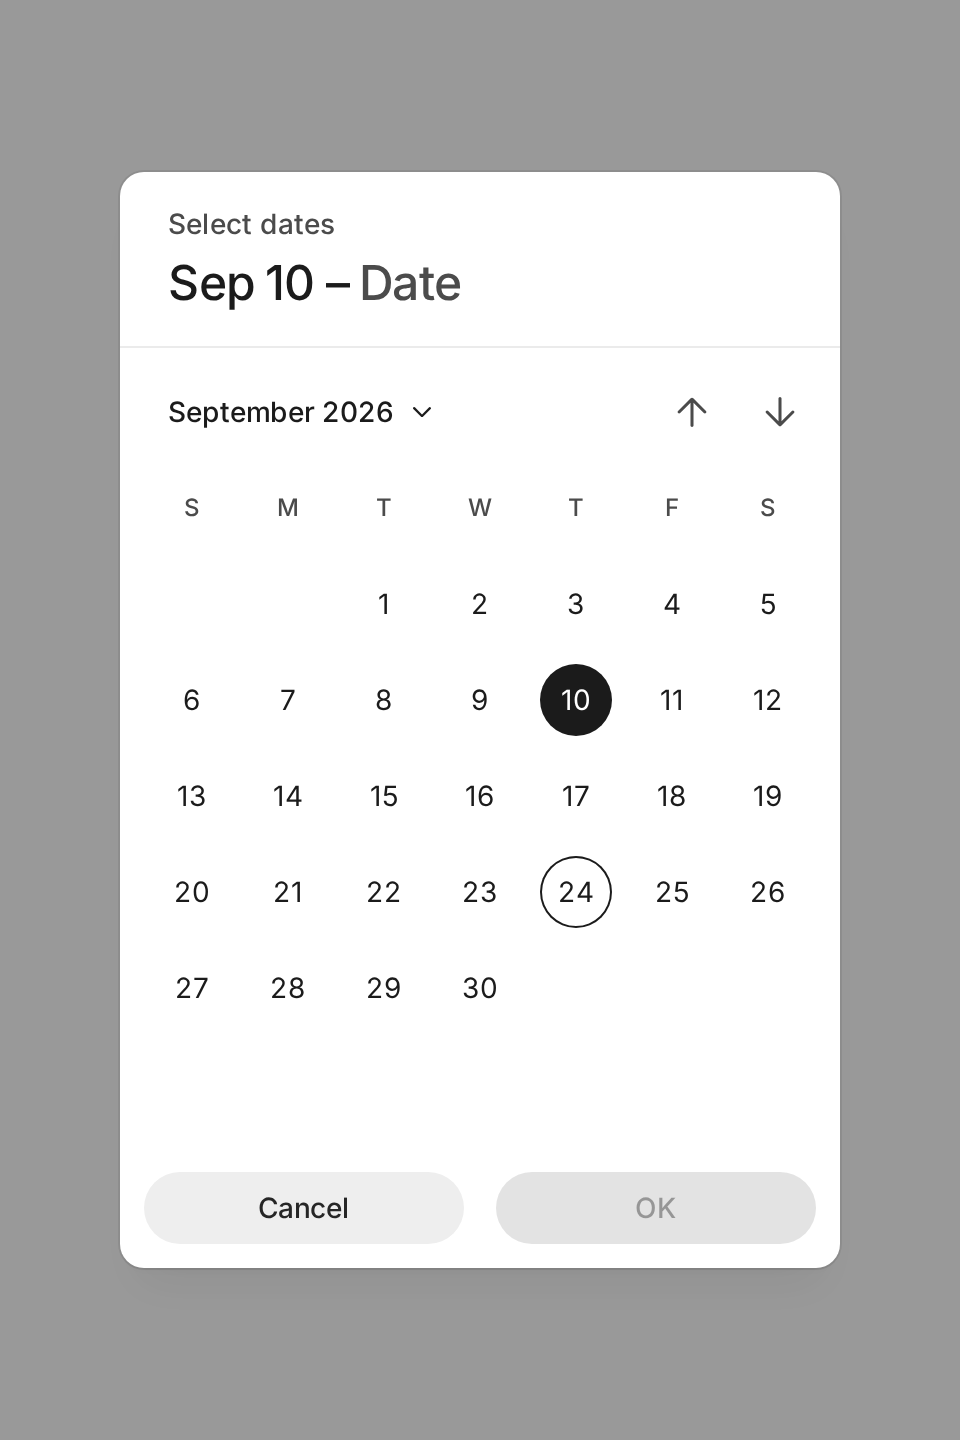 Select dates
Sep 10 – Date
September 2026
S M T W T F S
1 2 3 4 5
6 7 8 9 10 11 12
13 14 15 16 17 18 19
20 21 22 23 24 25 26
27 28 29 30
Cancel OK